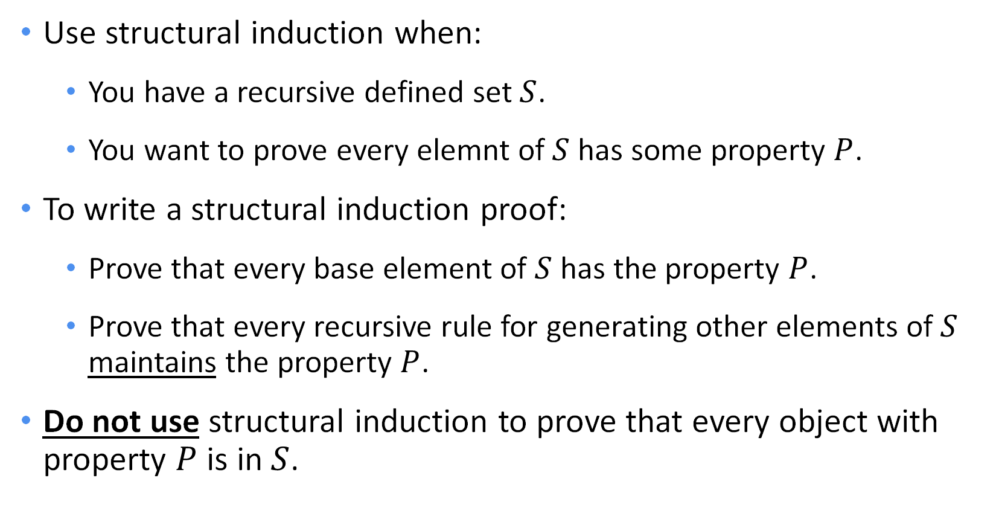 • Use structural induction when:
• You have a recursive defined set S.
• You want to prove every elemnt of S has some property P.
• To write a structural induction proof:
• Prove that every base element of S has the property P.
• Prove that every recursive rule for generating other elements of S
maintains the property P.
• Do not use structural induction to prove that every object with
property P is in S.